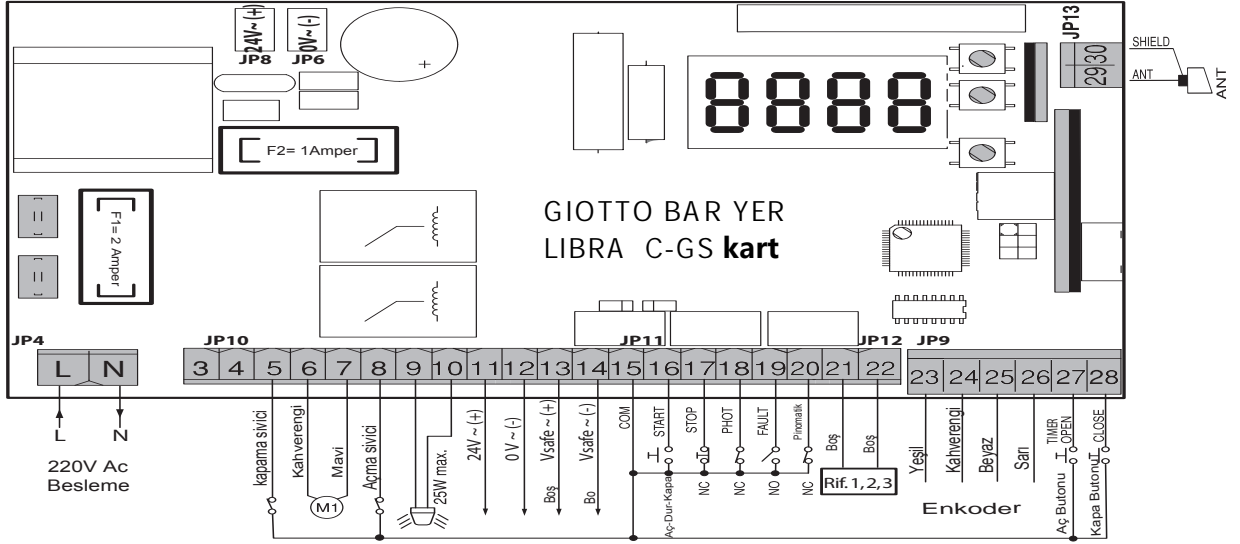 24V~ (+)
0V~ (-)
JP8
JP6
JP13
29 30
SHIELD
ANT
ANT
F2= 1Amper
F1= 2 Amper
GIOTTO BAR YER
LIBRA C-GS kart
JP4
JP10
JP11
JP12
JP9
L N
3 4 5 6 7 8 9 10 11 12 13 14 15 16 17 18 19 20 21 22
23 24 25 26 27 28
L N
220V Ac
Besleme
kapama sivici
Kahverengi
Mavi
M1
Açma sivici
25W max.
24V ~ (+)
0 V ~ (-)
Vsafe ~ (+)
Boş
Vsafe ~ (-)
Bo
COM
START
Aç-Dur-Kapa
STOP
NC
PHOT
NC
FAULT
NO
Pinomatik
NC
Boş
Boş
Rif. 1, 2, 3
Yeşil
Kahverengi
Beyaz
Sarı
Enkoder
TIMER
OPEN
Aç Butonu
CLOSE
Kapa Butonu